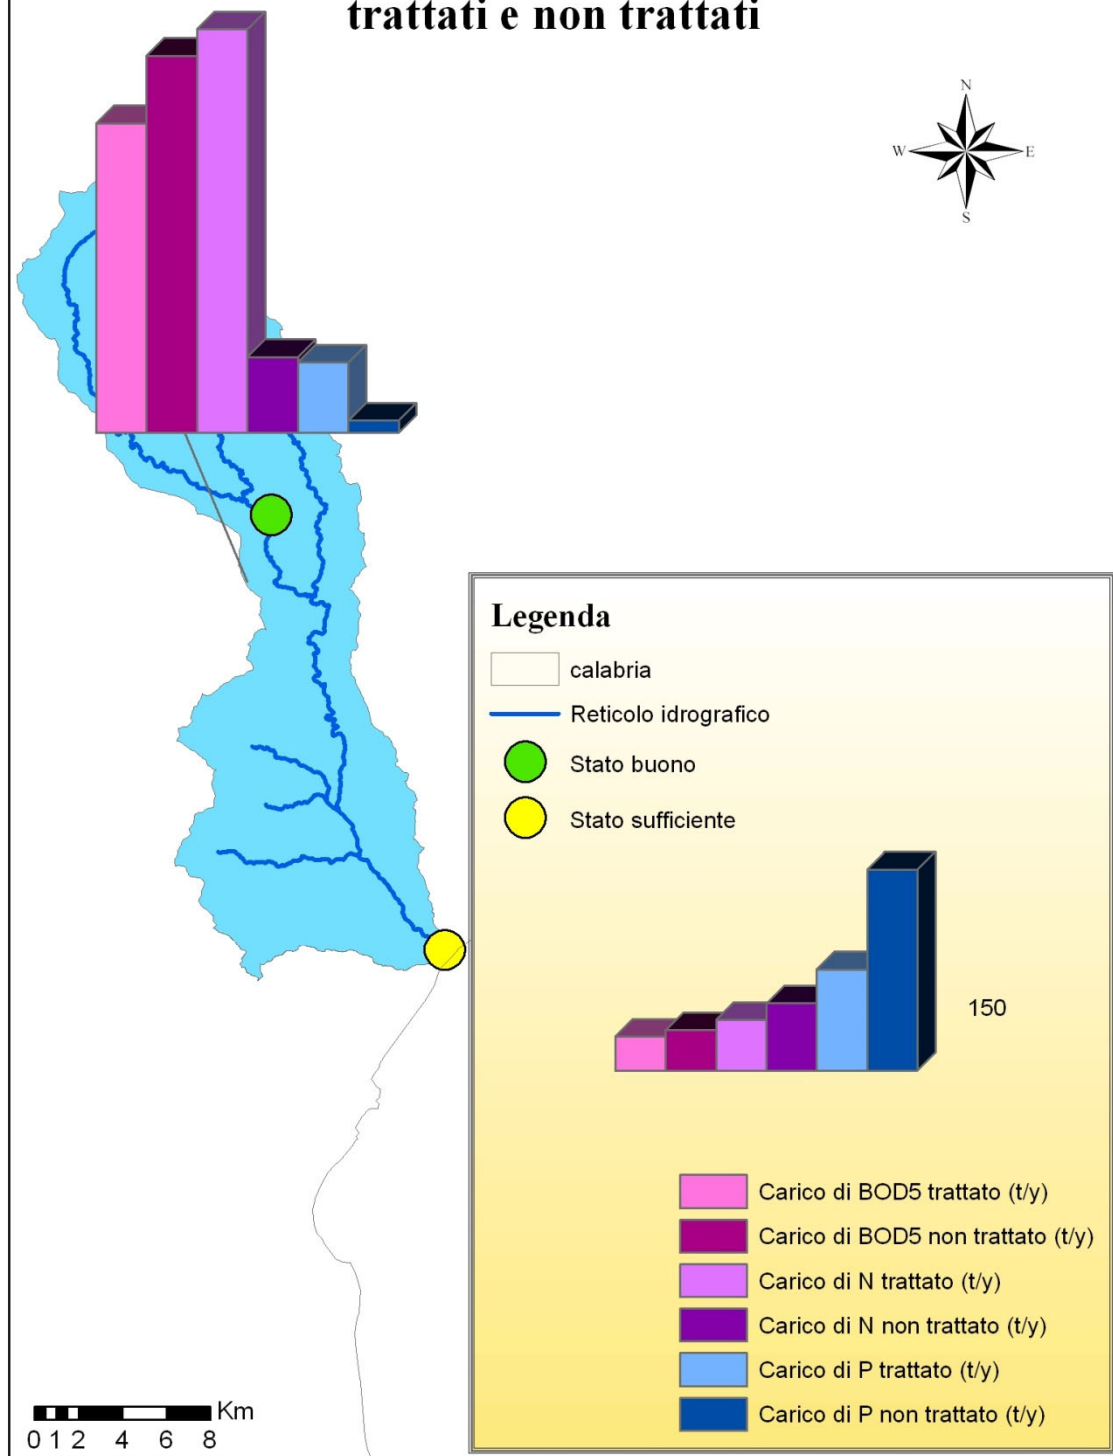 trattati e non trattati
N
W
E
S
Legenda
calabria
Reticolo idrografico
Stato buono
Stato sufficiente
150
Carico di BOD5 trattato (t/y)
Carico di BOD5 non trattato (t/y)
Carico di N trattato (t/y)
Carico di N non trattato (t/y)
Carico di P trattato (t/y)
Carico di P non trattato (t/y)
Km
0 1 2 4 6 8